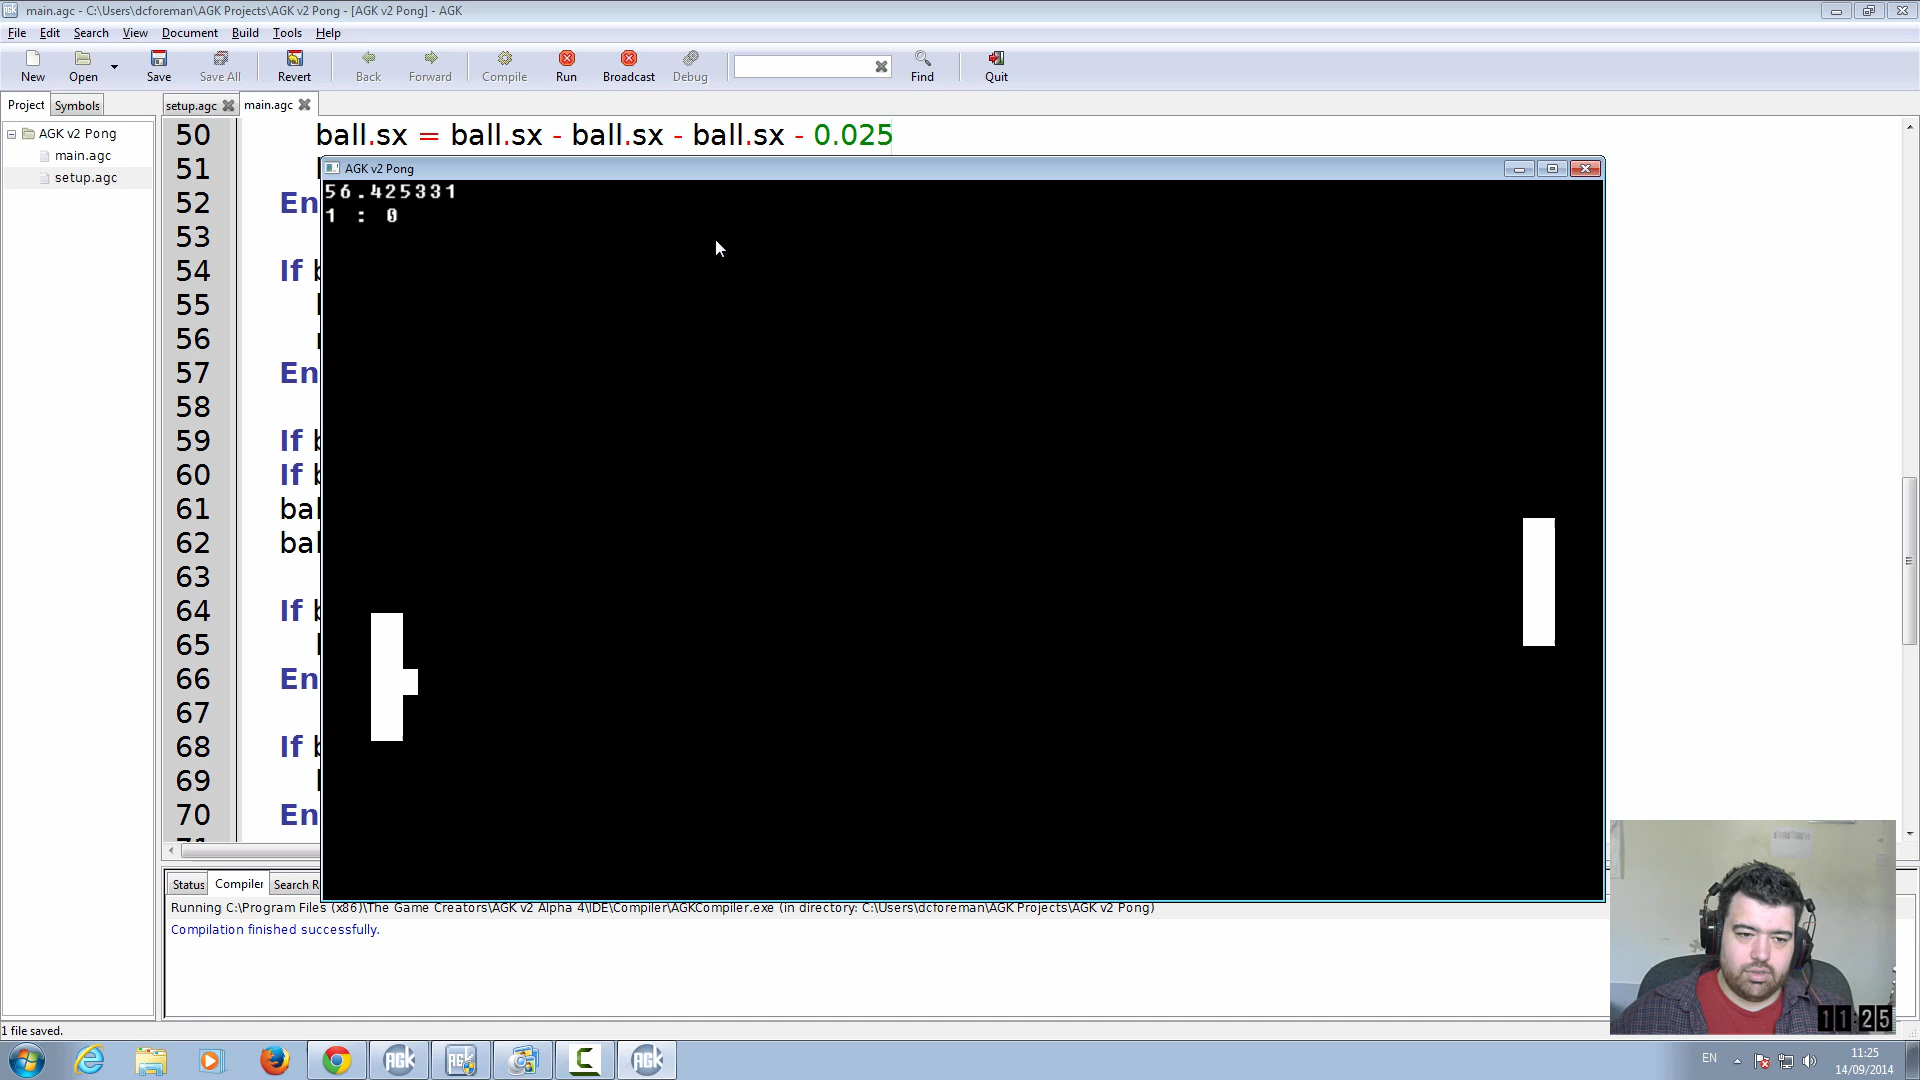 main.agc - C:\Users\dcforeman\AGK Projects\AGK v2 Pong - [AGK v2 Pong] - AGK
File Edit Search View Document Build Tools Help
New Open Save Save All Revert Back Forward Compile Run Broadcast Debug Find Quit
Project Symbols setup.agc main.agc
AGK v2 Pong
main.agc
setup.agc
50 ball.sx = ball.sx - ball.sx - ball.sx - 0.025
51
52 En
53
54 If
55
56
57 En
58
59 If
60 If
61 bal
62 bal
63
64 If
65
66 En
67
68 If
69
70 En
AGK v2 Pong
56.425331
1 : 0
Status Compiler Search R
Running C:\Program Files (x86)\The Game Creators\AGK v2 Alpha 4\IDE\Compiler\AGKCompiler.exe (in directory: C:\Users\dcforeman\AGK Projects\AGK v2 Pong)
Compilation finished successfully.
1 file saved.
11:25
AGK
AGK
AGK
EN
11:25
14/09/2014